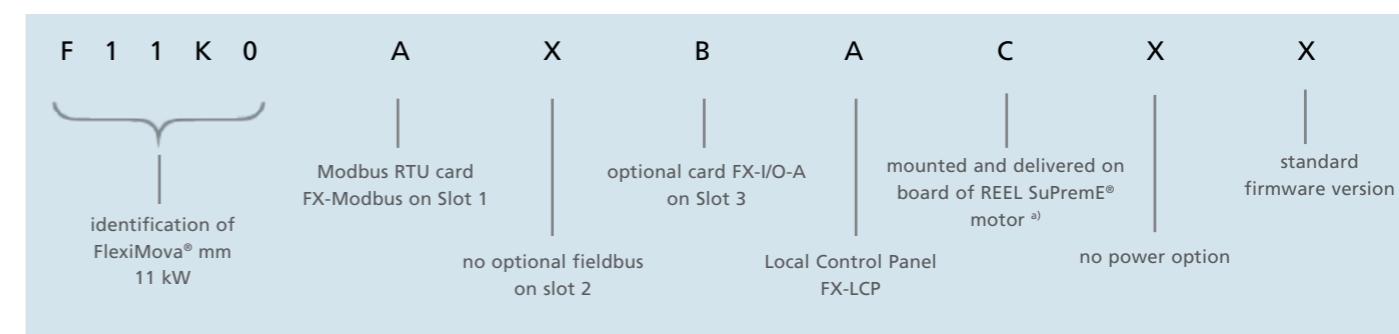 F 1 1 K 0 A X B A C X X
identification of
FlexiMova® mm
11 kW
Modbus RTU card
FX-Modbus on Slot 1
no optional fieldbus
on slot 2
optional card FX-I/O-A
on Slot 3
Local Control Panel
FX-LCP
mounted and delivered on
board of REEL SuPremE®
motor a)
no power option
standard
firmware version